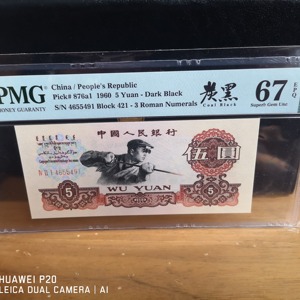 PMG
MONEY GUARANTY
China / People's Republic
Pick# 876a1 1960 5 Yuan - Dark Black
S/N 4655491 Block 421 - 3 Roman Numerals
炭黑
Coal Black
67 EPQ
Superb Gem Unc
中國人民銀行
4655491
伍圓
5 WU YUAN 5
HUAWEI P20
LEICA DUAL CAMERA | AI